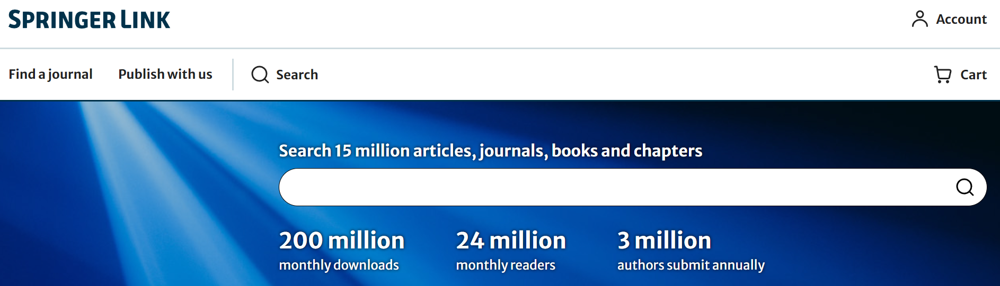 SPRINGER LINK
Account
Find a journal
Publish with us
Search
Cart
Search 15 million articles, journals, books and chapters
200 million
monthly downloads
24 million
monthly readers
3 million
authors submit annually